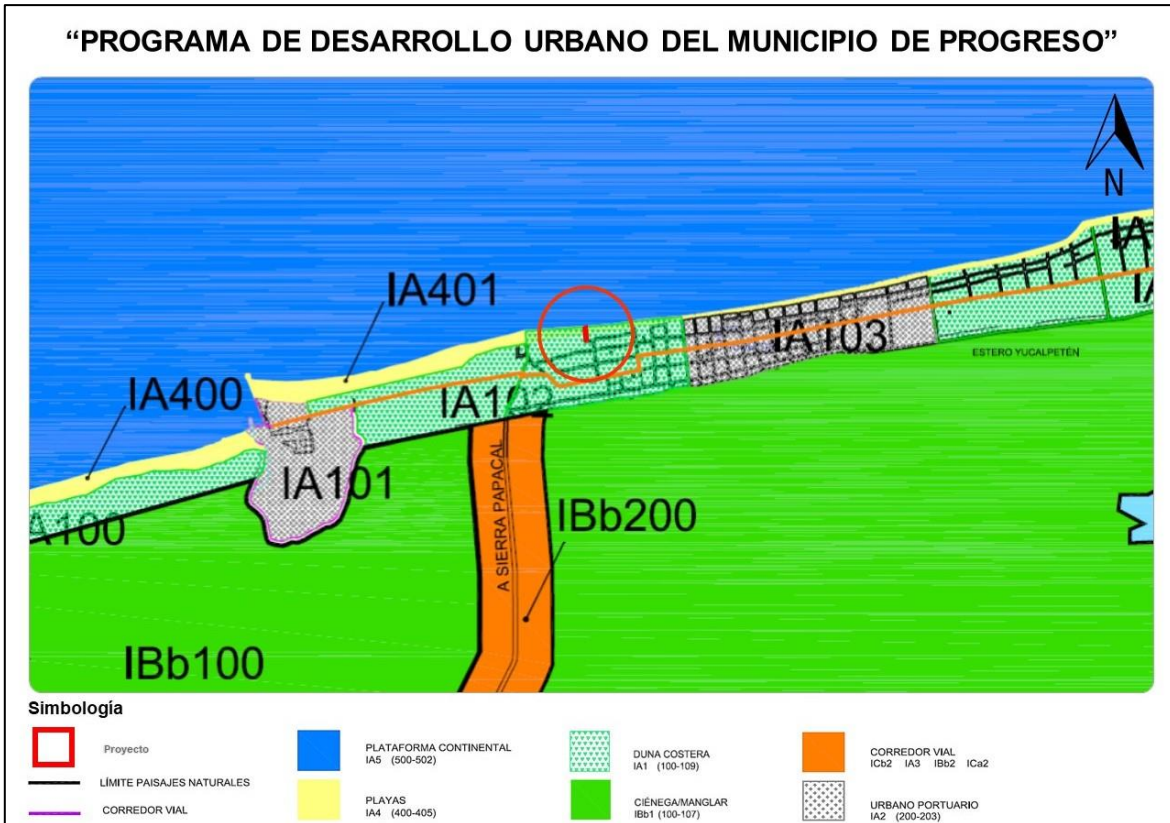 “PROGRAMA DE DESARROLLO URBANO DEL MUNICIPIO DE PROGRESO”
N
IA401
IA400
IA103
ESTERO YUCALPETÉN
IA102
IA101
A SIERRA PAPACAL
IBb200
IBb100
Simbología
Proyecto
LÍMITE PAISAJES NATURALES
CORREDOR VIAL
PLATAFORMA CONTINENTAL
IA5 (500-502)
PLAYAS
IA4 (400-405)
DUNA COSTERA
IA1 (100-109)
CIÉNEGA/MANGLAR
IBb1 (100-107)
CORREDOR VIAL
ICb2 IA3 IBb2 ICa2
URBANO PORTUARIO
IA2 (200-203)